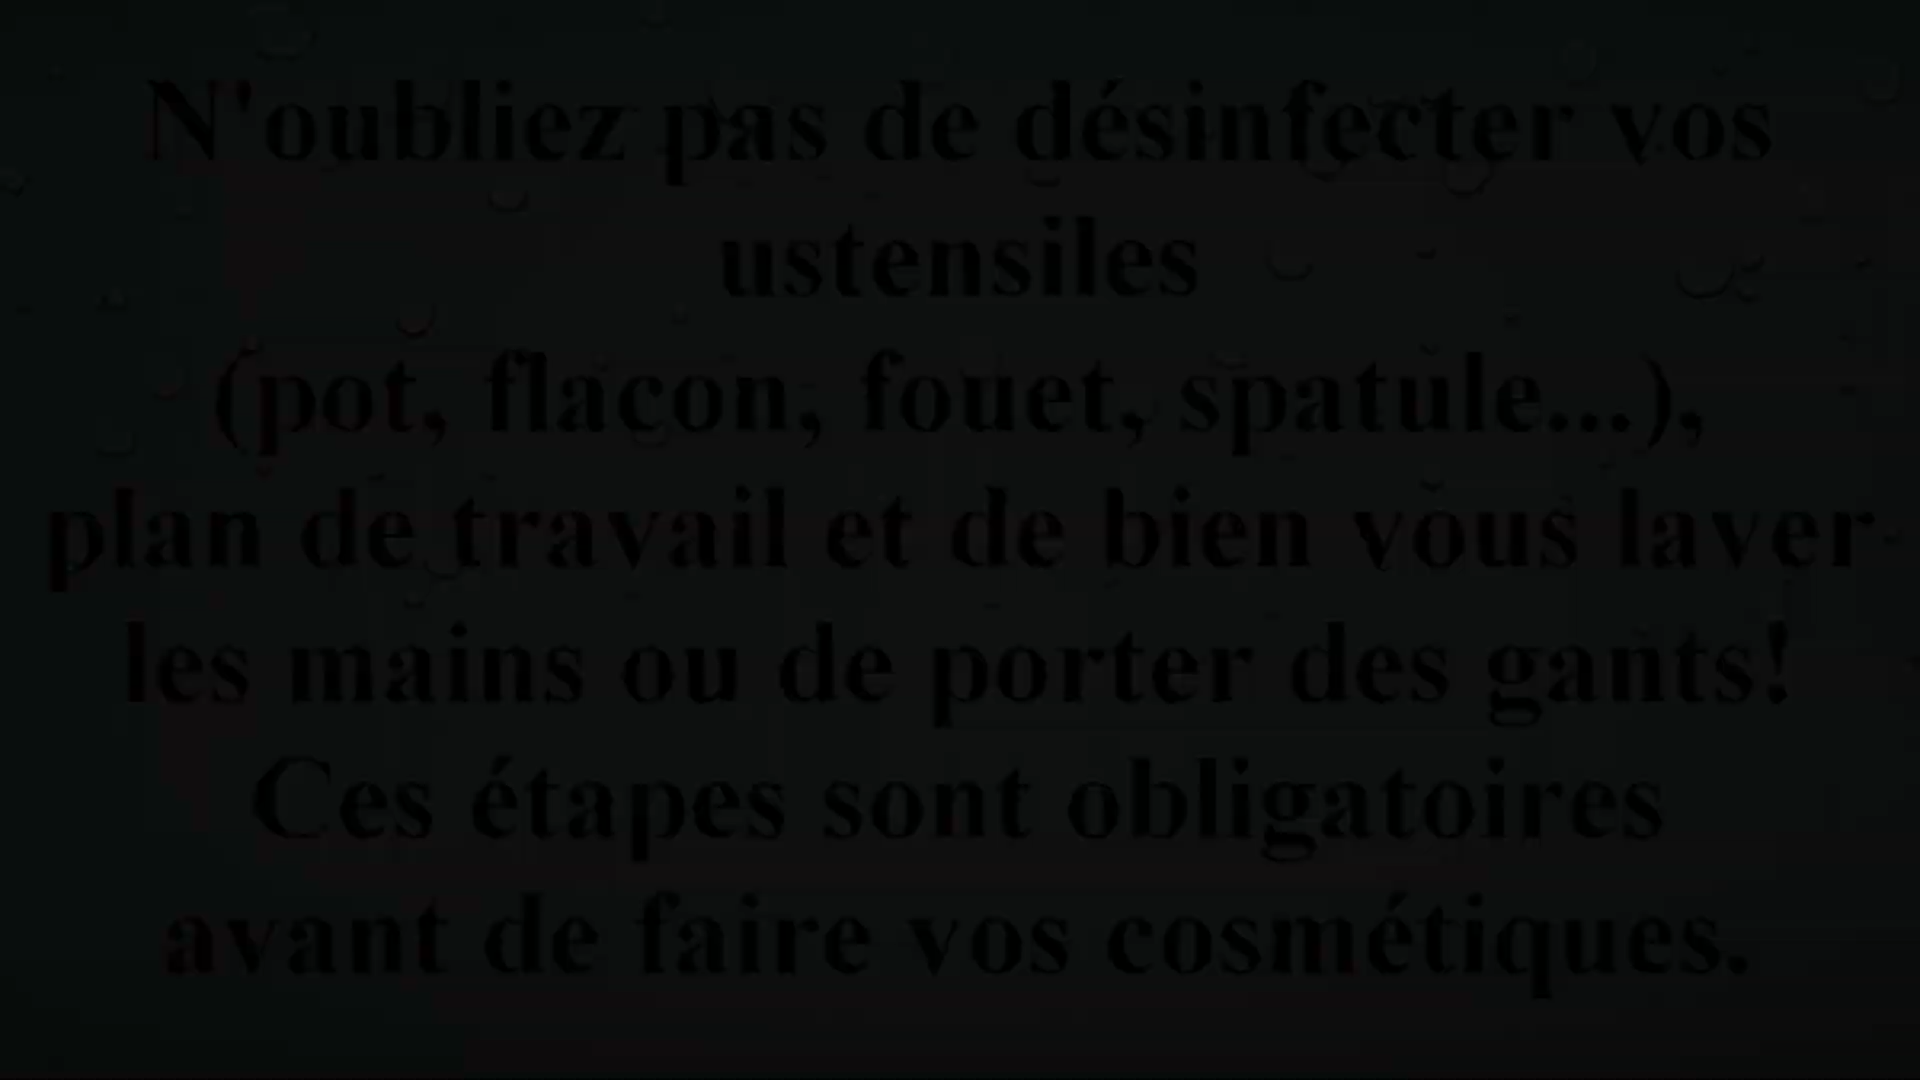 N'oubliez pas de désinfecter vos
ustensiles
(pot, flacon, fouet, spatule...),
plan de travail et de bien vous laver
les mains ou de porter des gants!
Ces étapes sont obligatoires
avant de faire vos cosmétiques.